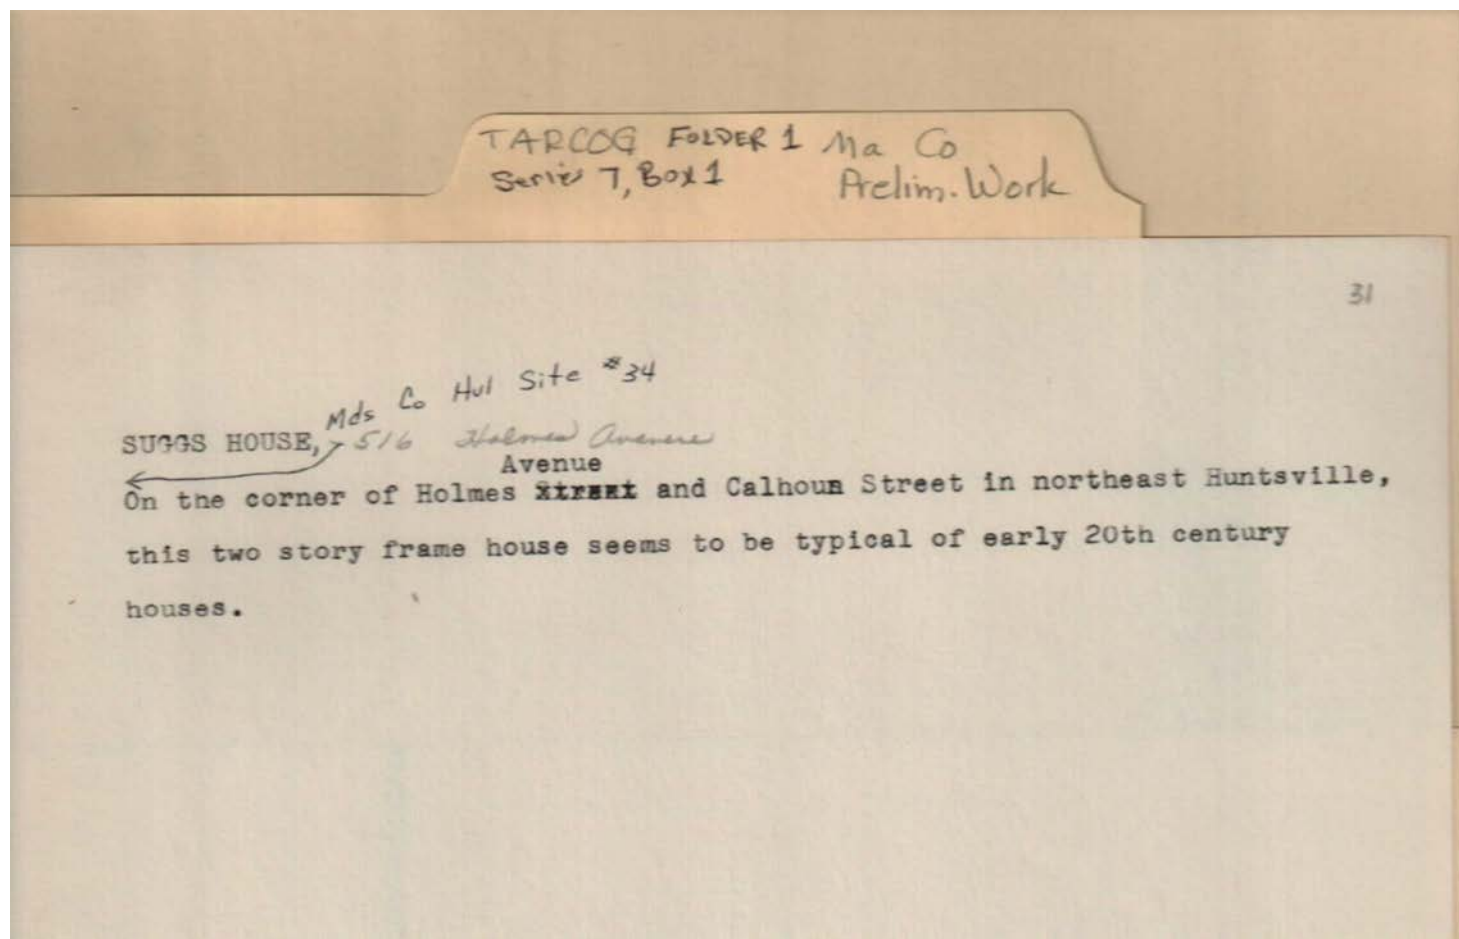 TARCOG FOLDER 1 Ma Co
Series 7, Box 1 Prelim. Work
31
Mds Co Hul Site #34
SUGGS HOUSE, 516 Holmes Avenue
Avenue
On the corner of Holmes Street and Calhoun Street in northeast Huntsville,
this two story frame house seems to be typical of early 20th century
houses.